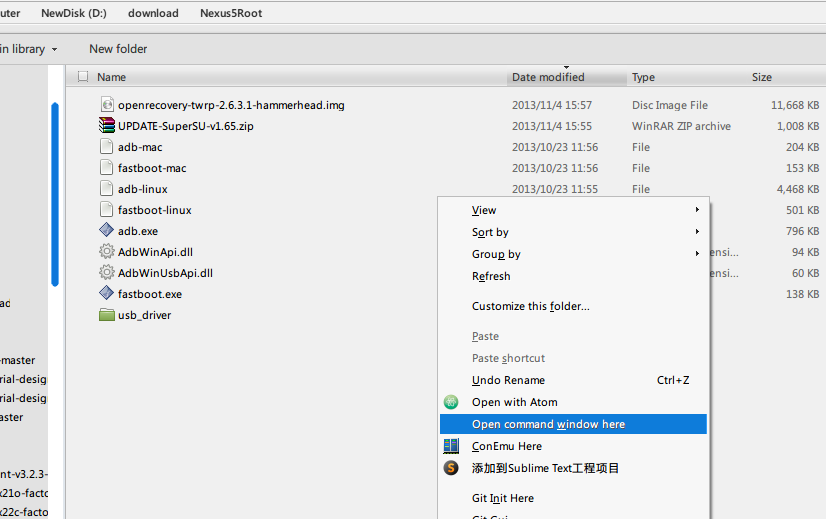 uter NewDisk (D:) download Nexus5Root
in library New folder
Name Date modified Type Size
openrecovery-twrp-2.6.3.1-hammerhead.img 2013/11/4 15:57 Disc Image File 11,668 KB
UPDATE-SuperSU-v1.65.zip 2013/11/4 15:55 WinRAR ZIP archive 1,008 KB
adb-mac 2013/10/23 11:56 File 204 KB
fastboot-mac 2013/10/23 11:56 File 153 KB
adb-linux 2013/10/23 11:55 File 4,468 KB
fastboot-linux 501 KB
adb.exe 796 KB
AdbWinApi.dll ensi... 94 KB
AdbWinUsbApi.dll ensi... 60 KB
fastboot.exe 138 KB
usb_driver
View
Sort by
Group by
Refresh
Customize this folder...
Paste
Paste shortcut
Undo Rename Ctrl+Z
Open with Atom
Open command window here
ConEmu Here
添加到Sublime Text工程项目
Git Init Here
Git Gui
ad
-master
rial-desig
rial-desig
aster
nt-v3.2.3-
x21o-facto
x22c-facto